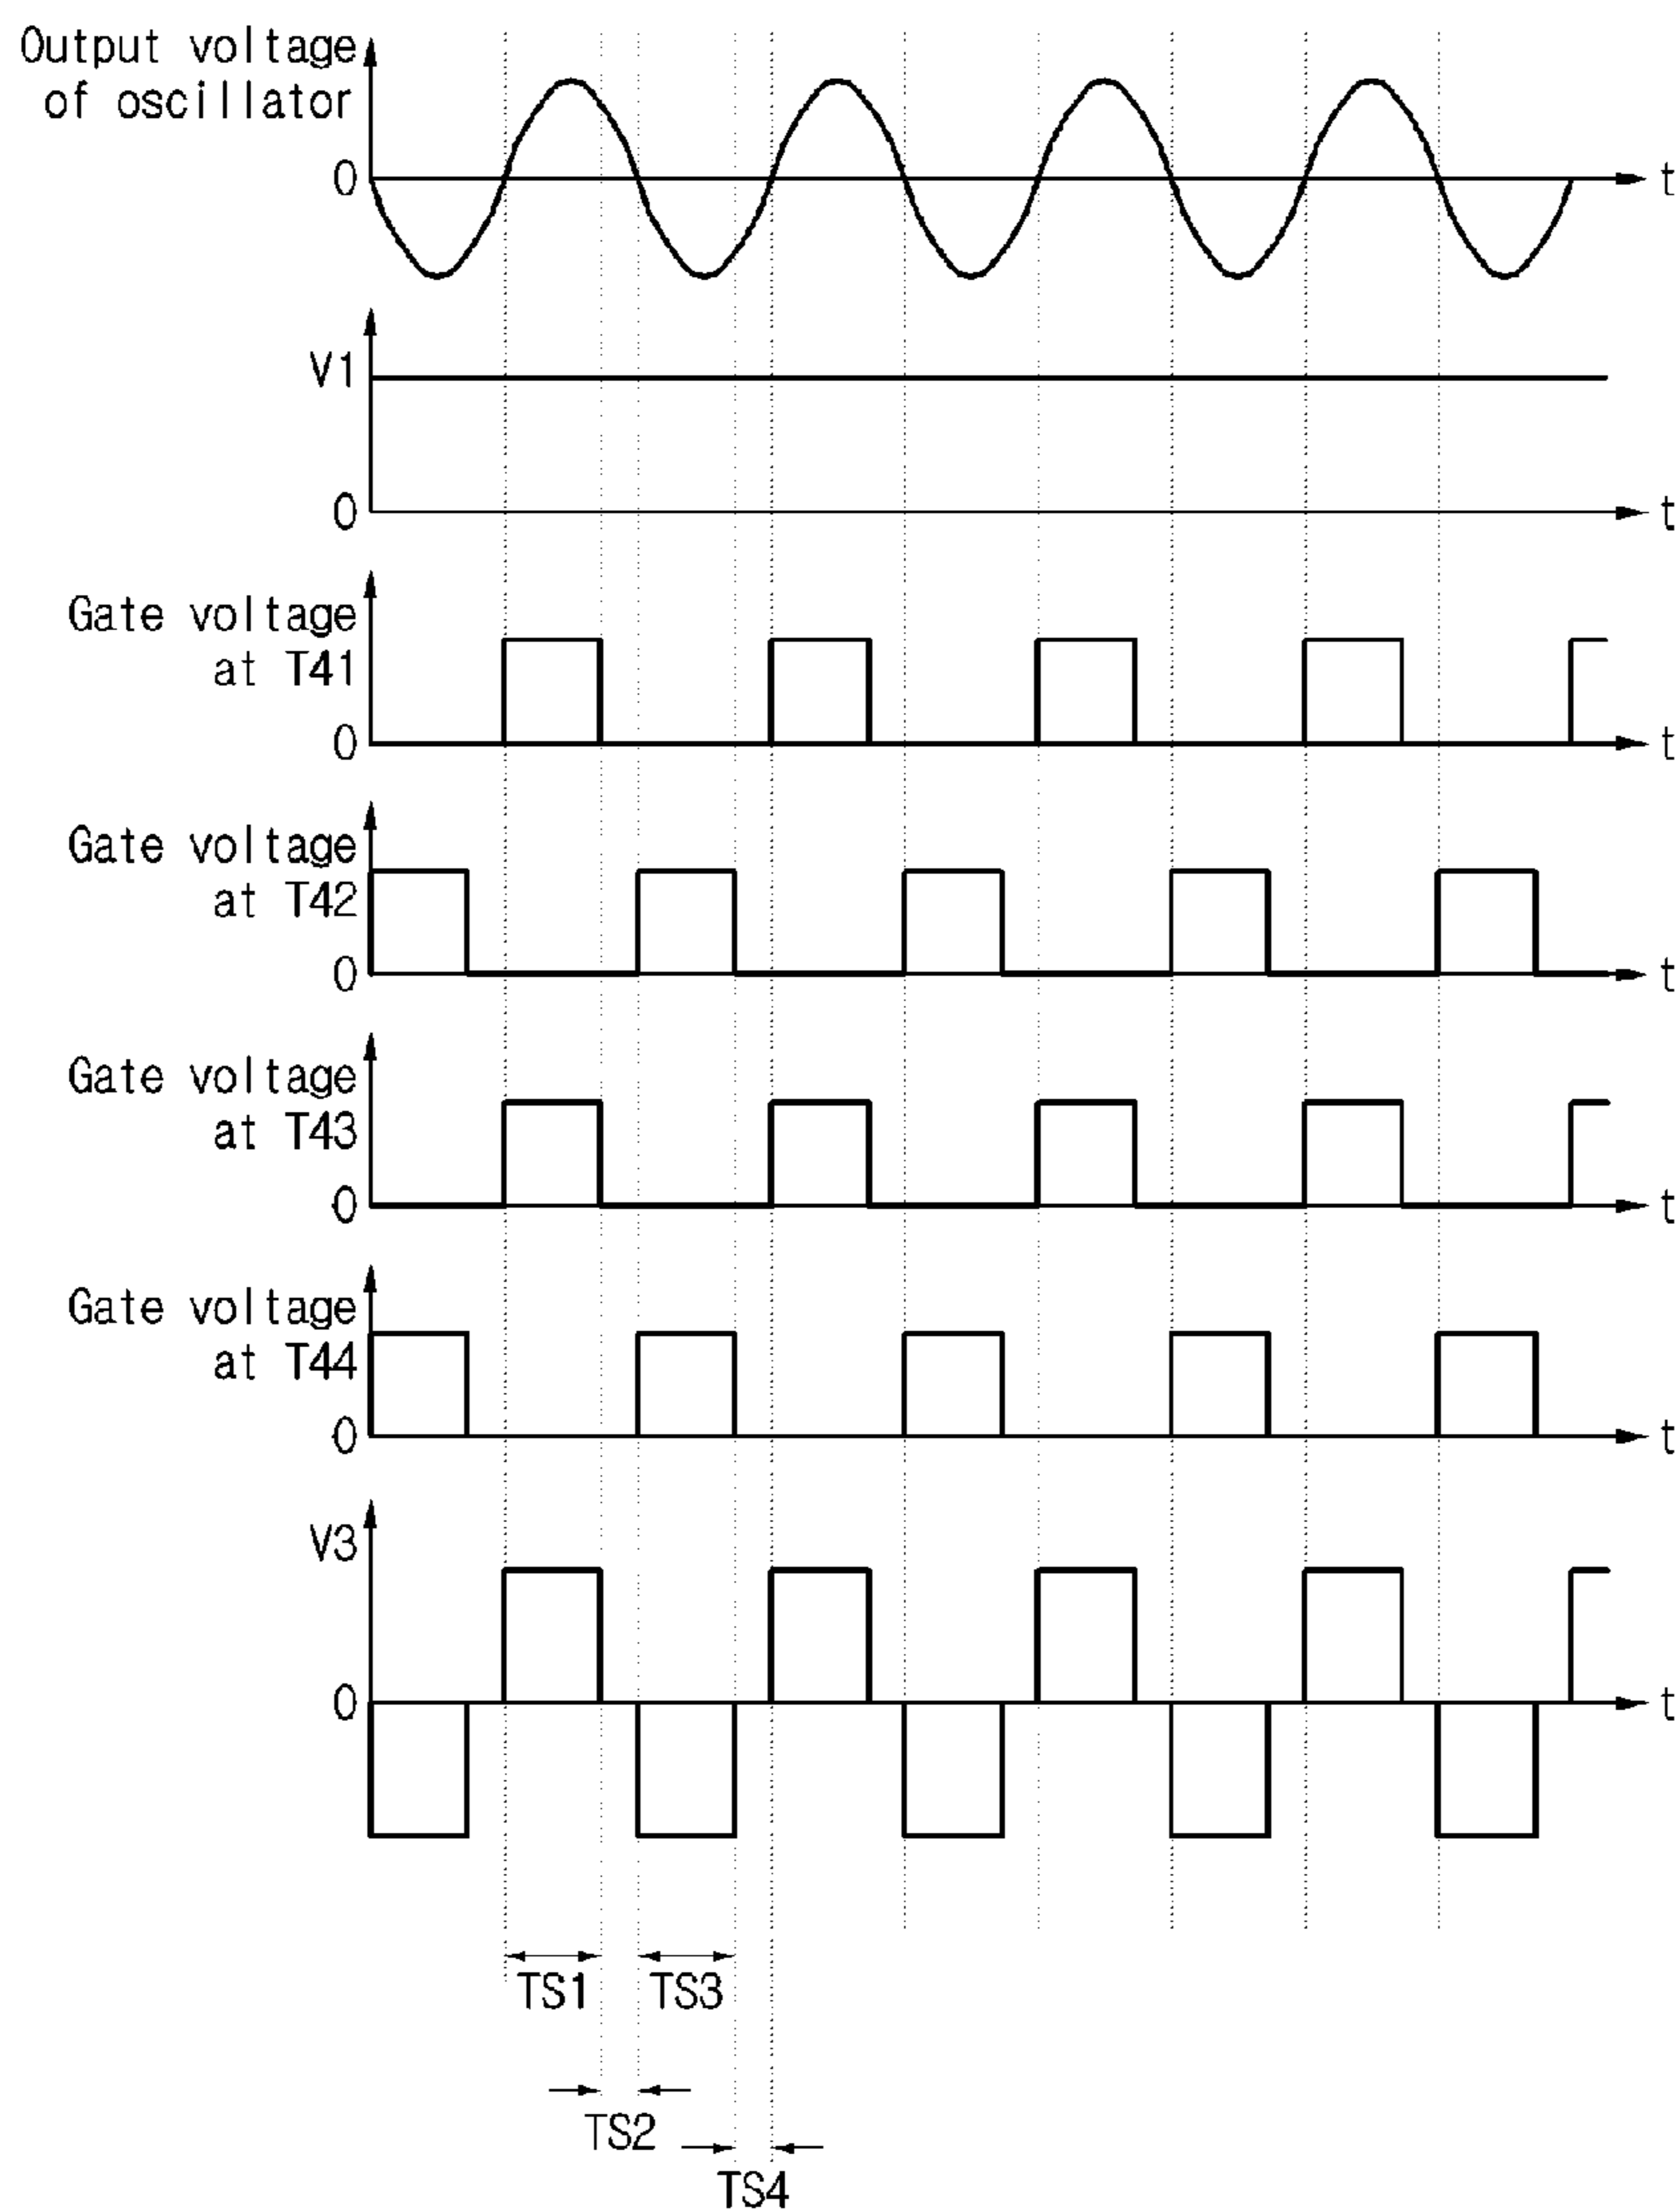 Output voltage
of oscillator
0
t
V1
0
t
Gate voltage
at T41
0
t
Gate voltage
at T42
0
t
Gate voltage
at T43
0
t
Gate voltage
at T44
0
t
V3
0
t
TS1
TS3
TS2
TS4